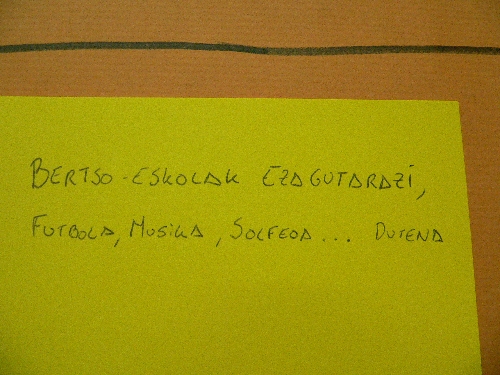 BERTSO-ESKOLAK EZAGUTARAZI,
FUTBOLA, MUSIKA, SOLFEOA... DUTENA